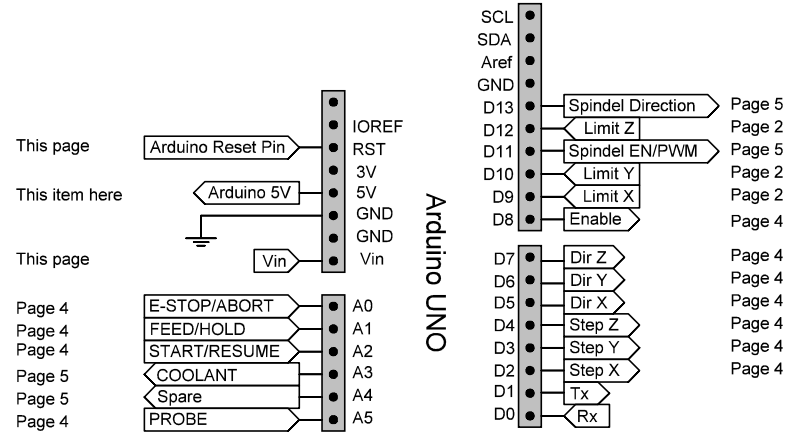 SCL
SDA
Aref
GND
D13 Spindel Direction Page 5
D12 Limit Z Page 2
D11 Spindel EN/PWM Page 5
D10 Limit Y Page 2
D9 Limit X Page 2
D8 Enable Page 4
D7 Dir Z Page 4
D6 Dir Y Page 4
D5 Dir X Page 4
D4 Step Z Page 4
D3 Step Y Page 4
D2 Step X Page 4
D1 Tx
D0 Rx
Arduino UNO
IOREF
This page Arduino Reset Pin RST
3V
This item here Arduino 5V 5V
GND
GND
This page Vin Vin
Page 4 E-STOP/ABORT A0
Page 4 FEED/HOLD A1
Page 4 START/RESUME A2
Page 5 COOLANT A3
Page 5 Spare A4
Page 4 PROBE A5